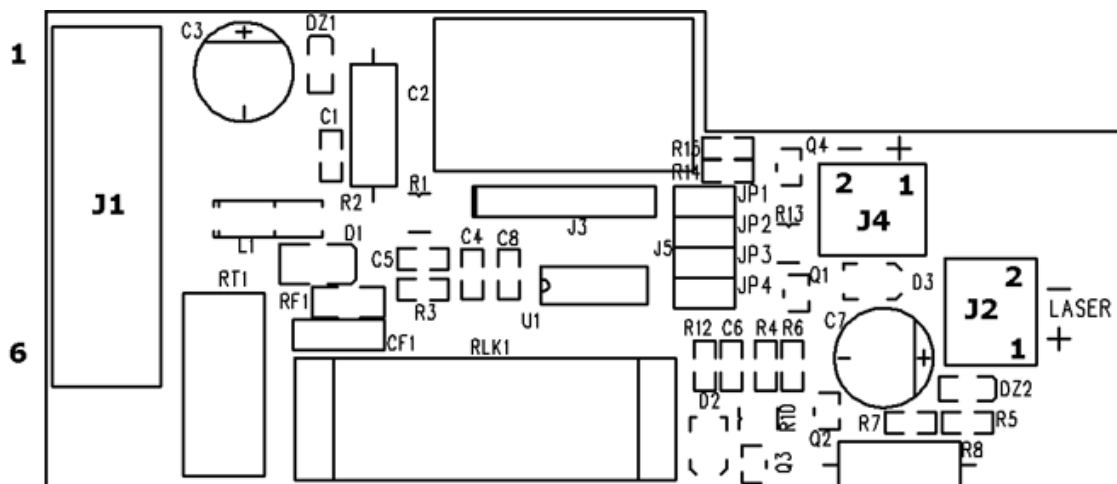 1
C3
DZ1
C2
C1
R15
R14
Q4
− +
2 1
J4
J1
R1
R2
J3
JP1
JP2
R13
L1
D1
C5
C4
C8
J5
JP3
JP4
Q1
D3
2
J2
1
− LASER
+
RT1
RF1
R3
U1
C7
6
CF1
RLK1
R12
C6
R4
R6
D2
R10
DZ2
R7
R5
Q2
Q3
R8